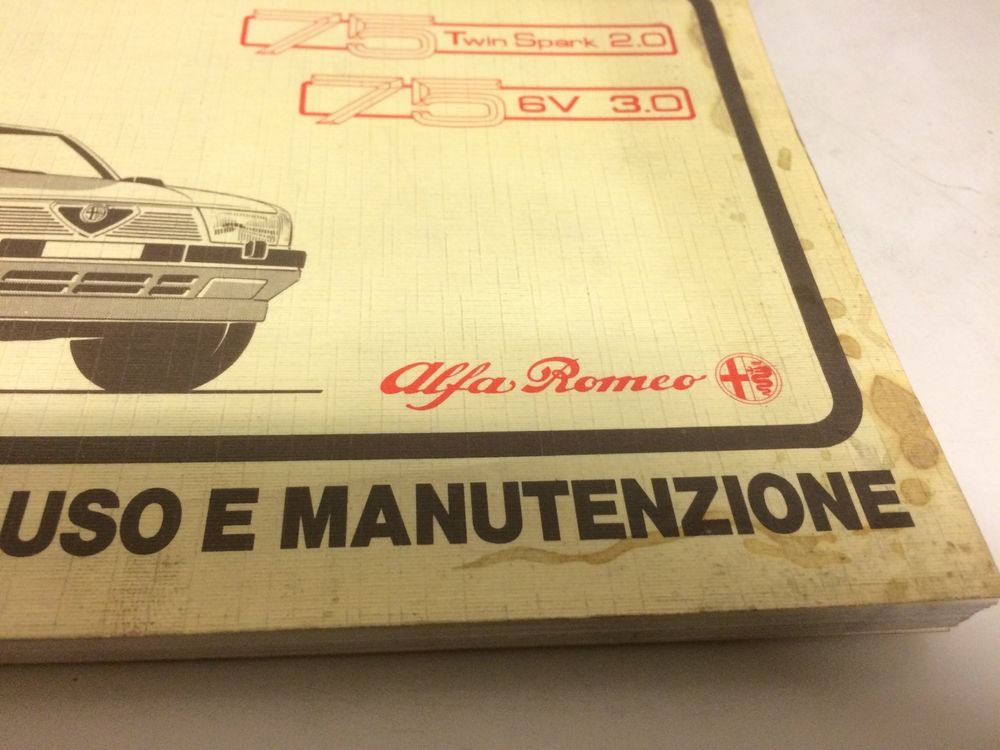 75 Twin Spark 2.0
75 6V 3.0
Alfa Romeo
USO E MANUTENZIONE